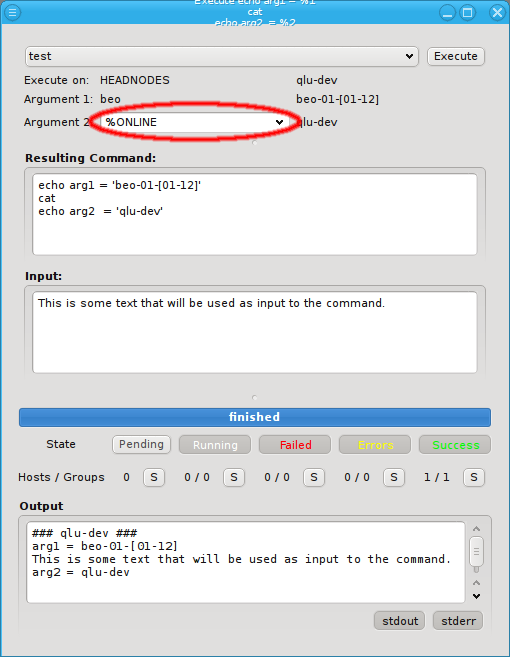 Execute echo arg1 = %1
cat
echo arg2 = %2
test
Execute
Execute on: HEADNODES qlu-dev
Argument 1: beo beo-01-[01-12]
Argument 2 %ONLINE qlu-dev
Resulting Command:
echo arg1 = 'beo-01-[01-12]'
cat
echo arg2  = 'qlu-dev'
Input:
This is some text that will be used as input to the command.
finished
State Pending Running Failed Errors Success
Hosts / Groups 0 S 0 / 0 S 0 / 0 S 0 / 0 S 1 / 1 S
Output
### qlu-dev ###
arg1 = beo-01-[01-12]
This is some text that will be used as input to the command.
arg2 = qlu-dev
stdout stderr